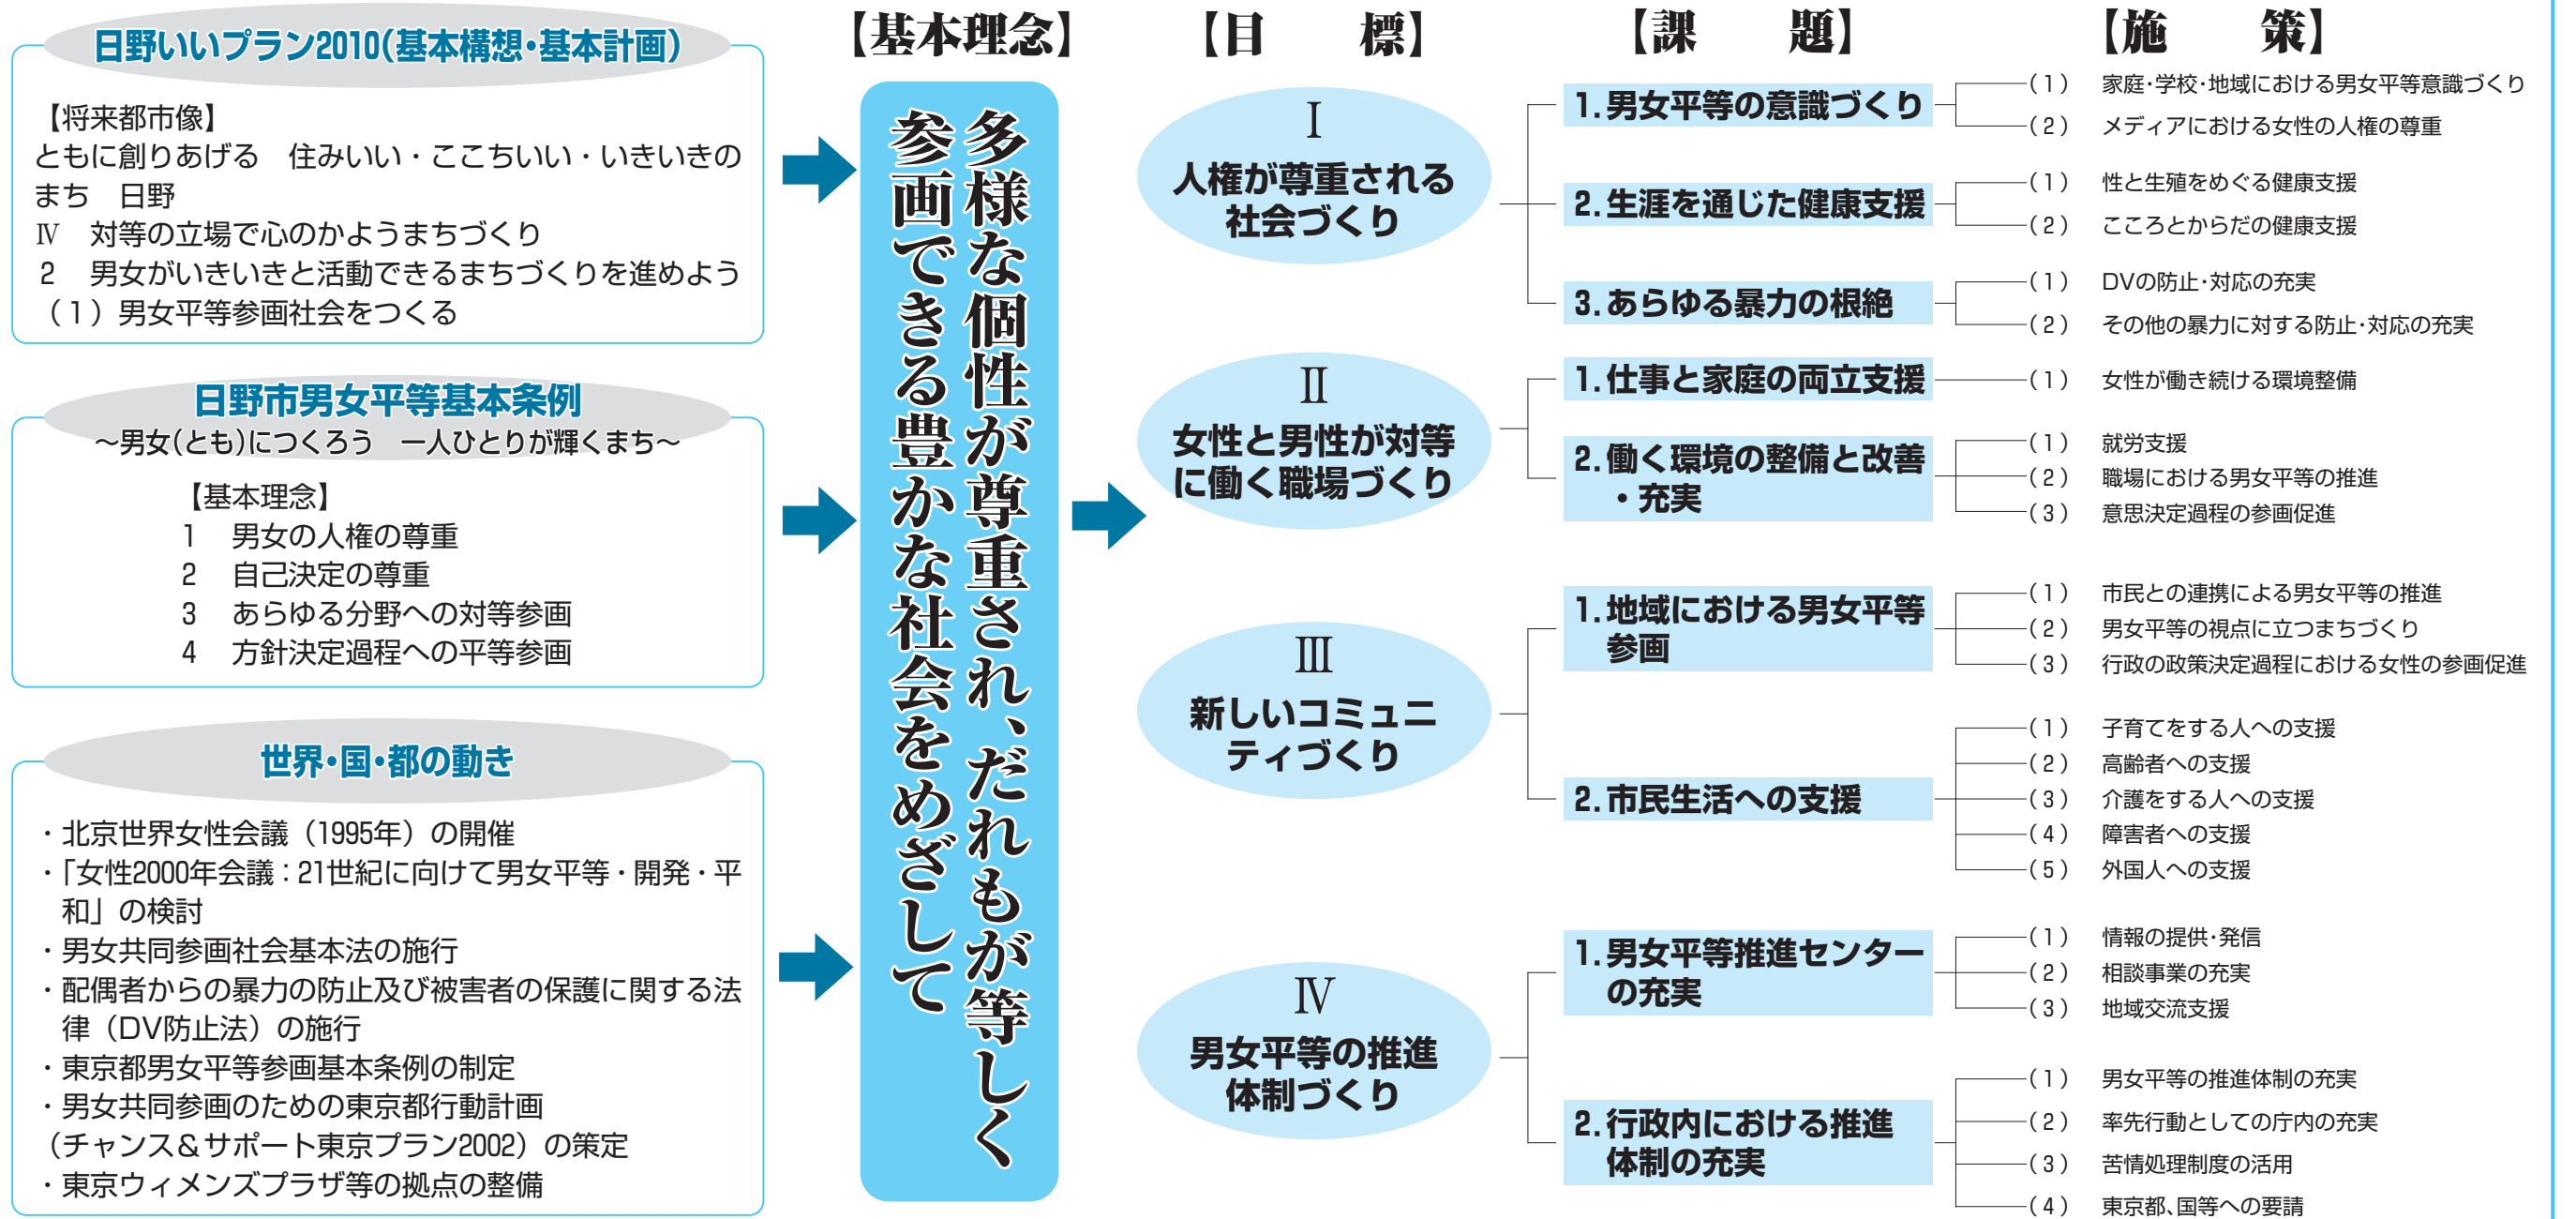 日野いいプラン2010(基本構想・基本計画)
【将来都市像】
ともに創りあげる　住みいい・ここちいい・いきいきの
まち　日野
Ⅳ　対等の立場で心のかようまちづくり
2　男女がいきいきと活動できるまちづくりを進めよう
（１）男女平等参画社会をつくる
日野市男女平等基本条例
～男女(とも)につくろう　一人ひとりが輝くまち～
【基本理念】
1　男女の人権の尊重
2　自己決定の尊重
3　あらゆる分野への対等参画
4　方針決定過程への平等参画
世界・国・都の動き
・北京世界女性会議（1995年）の開催
・「女性2000年会議：21世紀に向けて男女平等・開発・平
和」の検討
・男女共同参画社会基本法の施行
・配偶者からの暴力の防止及び被害者の保護に関する法
律（DV防止法）の施行
・東京都男女平等参画基本条例の制定
・男女共同参画のための東京都行動計画
（チャンス＆サポート東京プラン2002）の策定
・東京ウィメンズプラザ等の拠点の整備
【基本理念】
多様な個性が尊重され、だれもが等しく
参画できる豊かな社会をめざして
【目　標】
Ⅰ
人権が尊重される
社会づくり
Ⅱ
女性と男性が対等
に働く職場づくり
Ⅲ
新しいコミュニ
ティづくり
Ⅳ
男女平等の推進
体制づくり
【課　題】
1.男女平等の意識づくり
2.生涯を通じた健康支援
3.あらゆる暴力の根絶
1.仕事と家庭の両立支援
2.働く環境の整備と改善
・充実
1.地域における男女平等
参画
2.市民生活への支援
1.男女平等推進センター
の充実
2.行政内における推進
体制の充実
【施　策】
(1)　家庭・学校・地域における男女平等意識づくり
(2)　メディアにおける女性の人権の尊重
(1)　性と生殖をめぐる健康支援
(2)　こころとからだの健康支援
(1)　DVの防止・対応の充実
(2)　その他の暴力に対する防止・対応の充実
(1)　女性が働き続ける環境整備
(1)　就労支援
(2)　職場における男女平等の推進
(3)　意思決定過程の参画促進
(1)　市民との連携による男女平等の推進
(2)　男女平等の視点に立つまちづくり
(3)　行政の政策決定過程における女性の参画促進
(1)　子育てをする人への支援
(2)　高齢者への支援
(3)　介護をする人への支援
(4)　障害者への支援
(5)　外国人への支援
(1)　情報の提供・発信
(2)　相談事業の充実
(3)　地域交流支援
(1)　男女平等の推進体制の充実
(2)　率先行動としての庁内の充実
(3)　苦情処理制度の活用
(4)　東京都、国等への要請